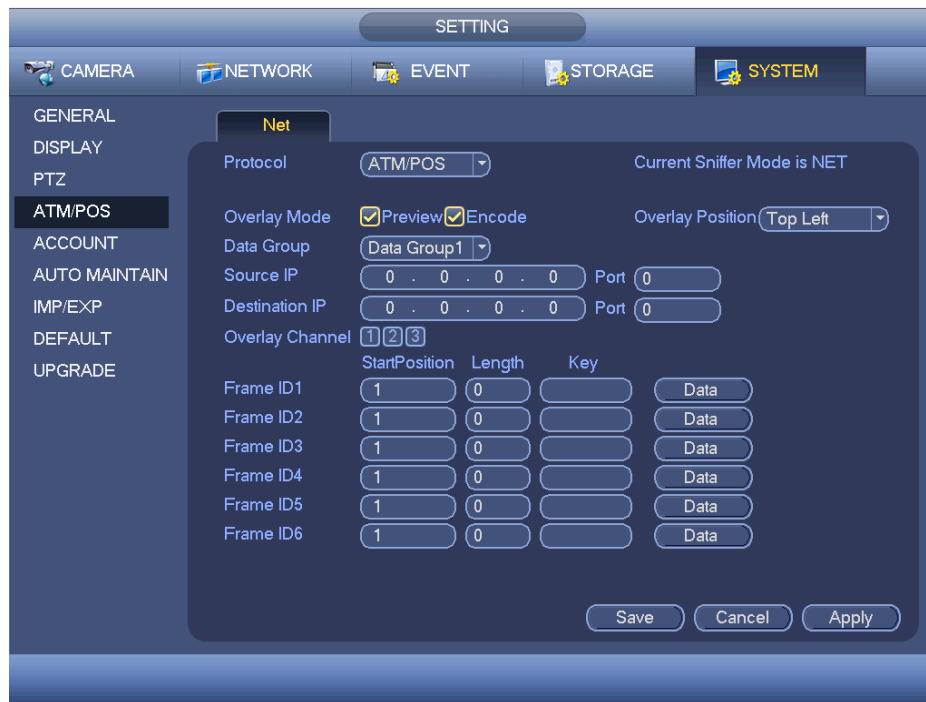 SETTING
CAMERA NETWORK EVENT STORAGE SYSTEM
GENERAL
DISPLAY
PTZ
ATM/POS
ACCOUNT
AUTO MAINTAIN
IMP/EXP
DEFAULT
UPGRADE
Net
Protocol ATM/POS Current Sniffer Mode is NET
Overlay Mode Preview Encode Overlay Position Top Left
Data Group Data Group1
Source IP 0 . 0 . 0 . 0 Port 0
Destination IP 0 . 0 . 0 . 0 Port 0
Overlay Channel 1 2 3
StartPosition Length Key
Frame ID1 1 0 Data
Frame ID2 1 0 Data
Frame ID3 1 0 Data
Frame ID4 1 0 Data
Frame ID5 1 0 Data
Frame ID6 1 0 Data
Save Cancel Apply